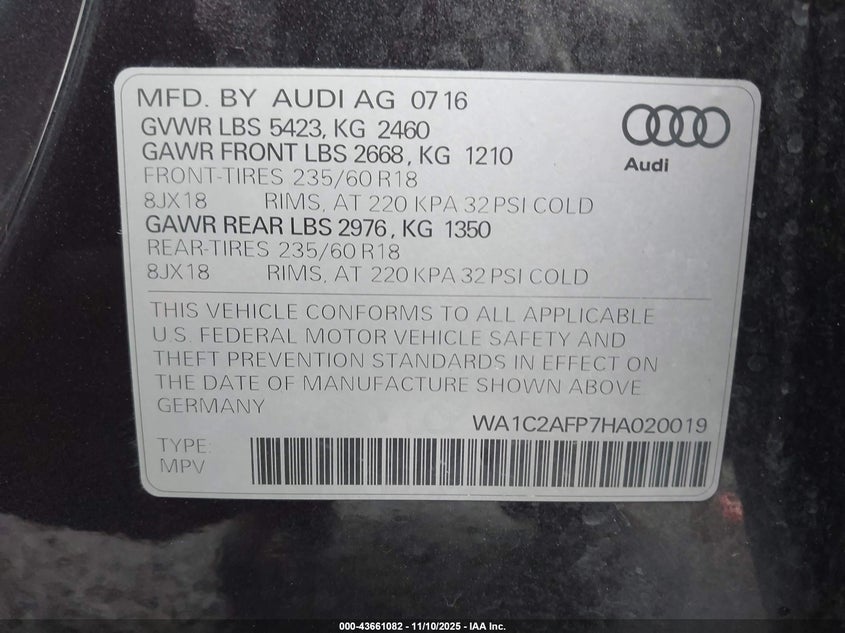 MFD. BY AUDI AG 0716
GVWR LBS 5423, KG 2460
GAWR FRONT LBS 2668, KG 1210
FRONT-TIRES 235/60 R18
8JX18 RIMS, AT 220 KPA 32 PSI COLD
GAWR REAR LBS 2976, KG 1350
REAR-TIRES 235/60 R18
8JX18 RIMS, AT 220 KPA 32 PSI COLD
Audi
THIS VEHICLE CONFORMS TO ALL APPLICABLE
U.S. FEDERAL MOTOR VEHICLE SAFETY AND
THEFT PREVENTION STANDARDS IN EFFECT ON
THE DATE OF MANUFACTURE SHOWN ABOVE
GERMANY
WA1C2AFP7HA020019
TYPE:
MPV
000-43661082 - 11/10/2025 - IAA Inc.